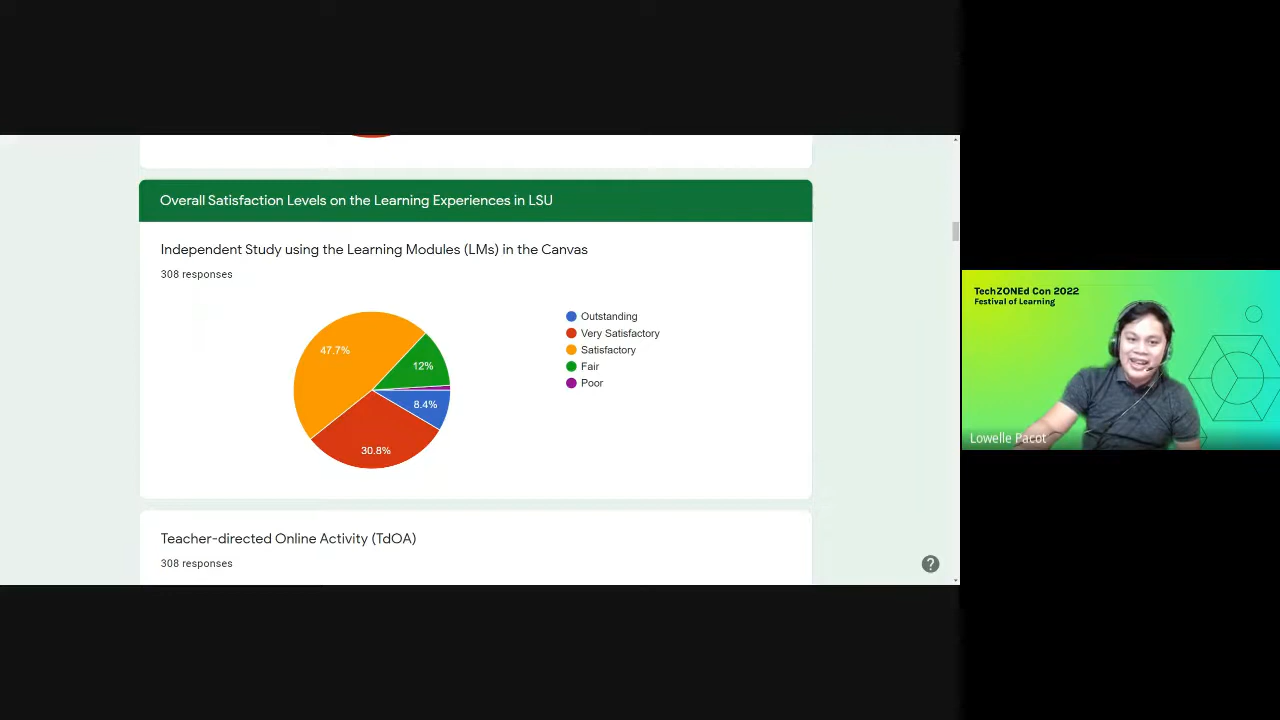 Overall Satisfaction Levels on the Learning Experiences in LSU
Independent Study using the Learning Modules (LMs) in the Canvas
308 responses
47.7%
12%
8.4%
30.8%
Outstanding
Very Satisfactory
Satisfactory
Fair
Poor
Teacher-directed Online Activity (TdOA)
308 responses
?
TechZONEd Con 2022
Festival of Learning
Lowelle Pacot